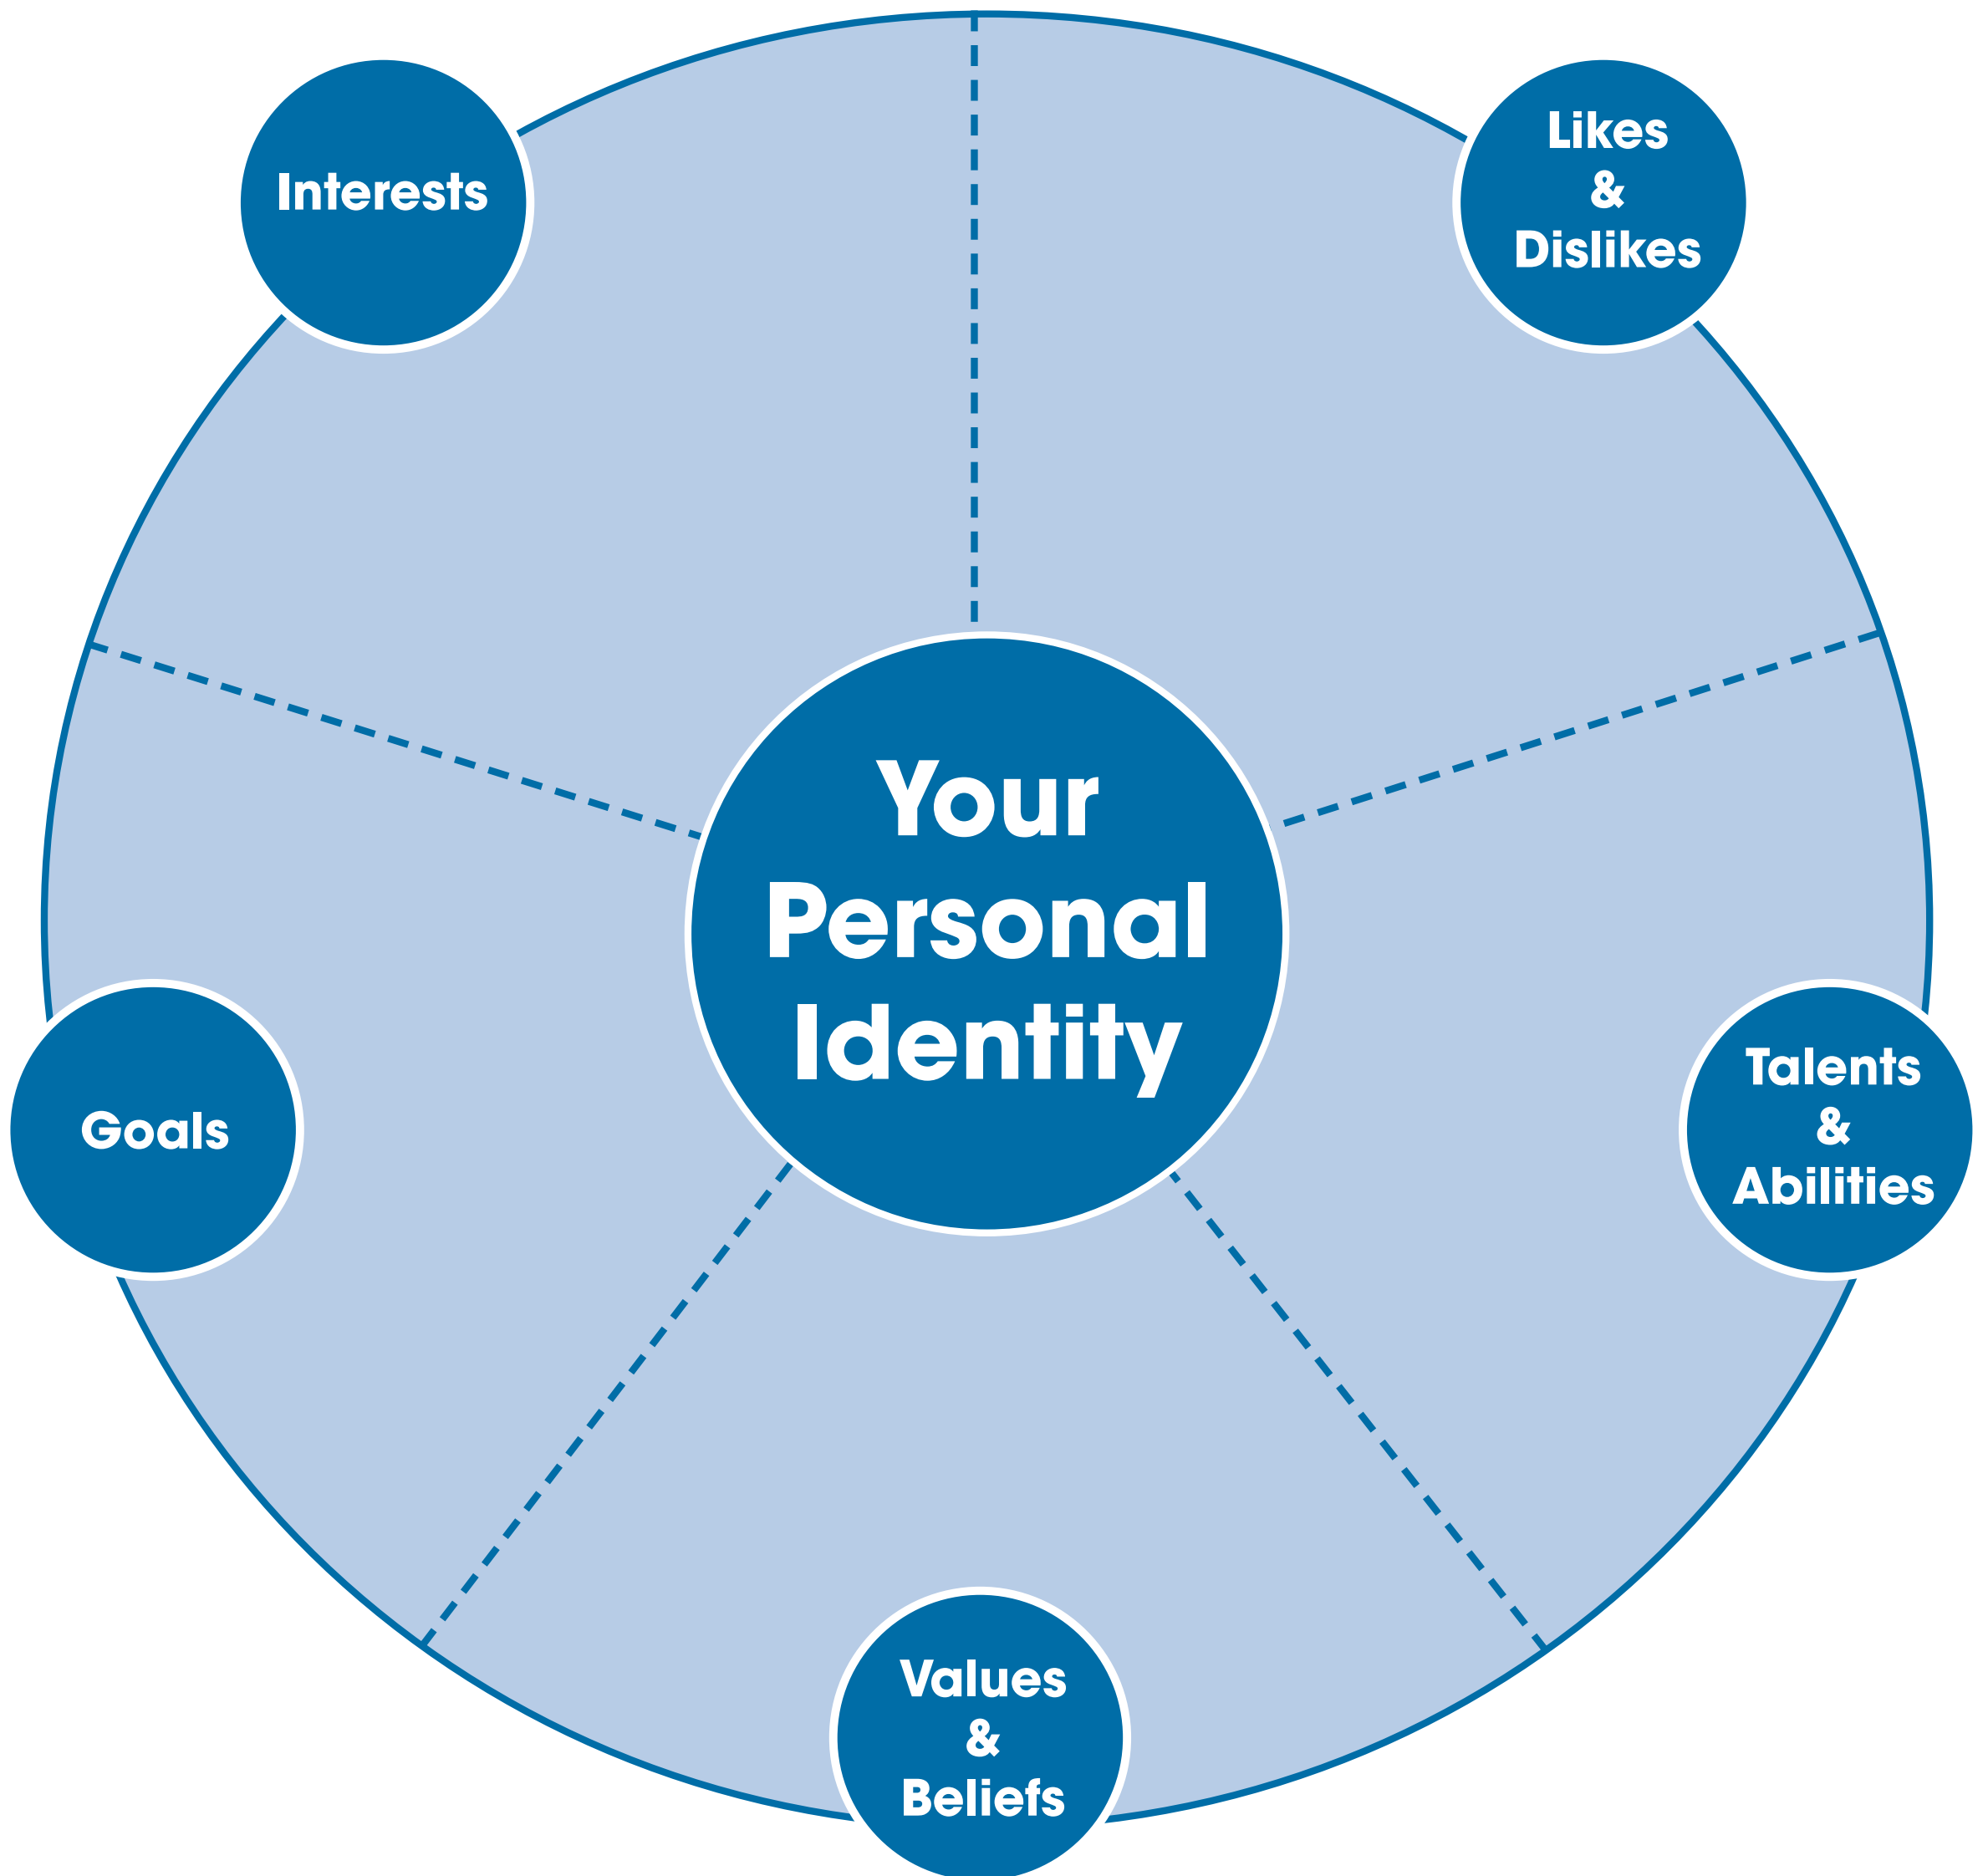 Interests
Likes
&
Dislikes
Your
Personal
Identity
Goals
Talents
&
Abilities
Values
&
Beliefs